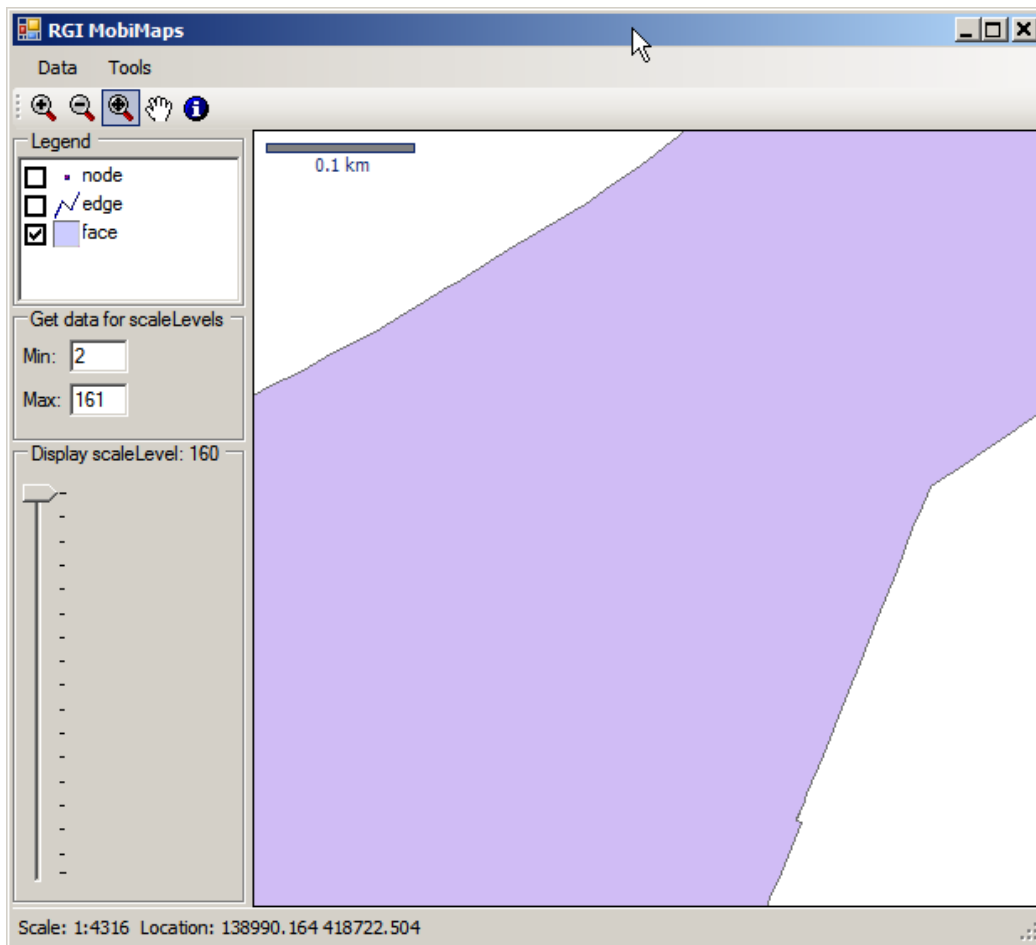 RGI MobiMaps
Data Tools
Legend
node
edge
face
Get data for scaleLevels
Min: 2
Max: 161
Display scaleLevel: 160
0.1 km
Scale: 1:4316 Location: 138990.164 418722.504